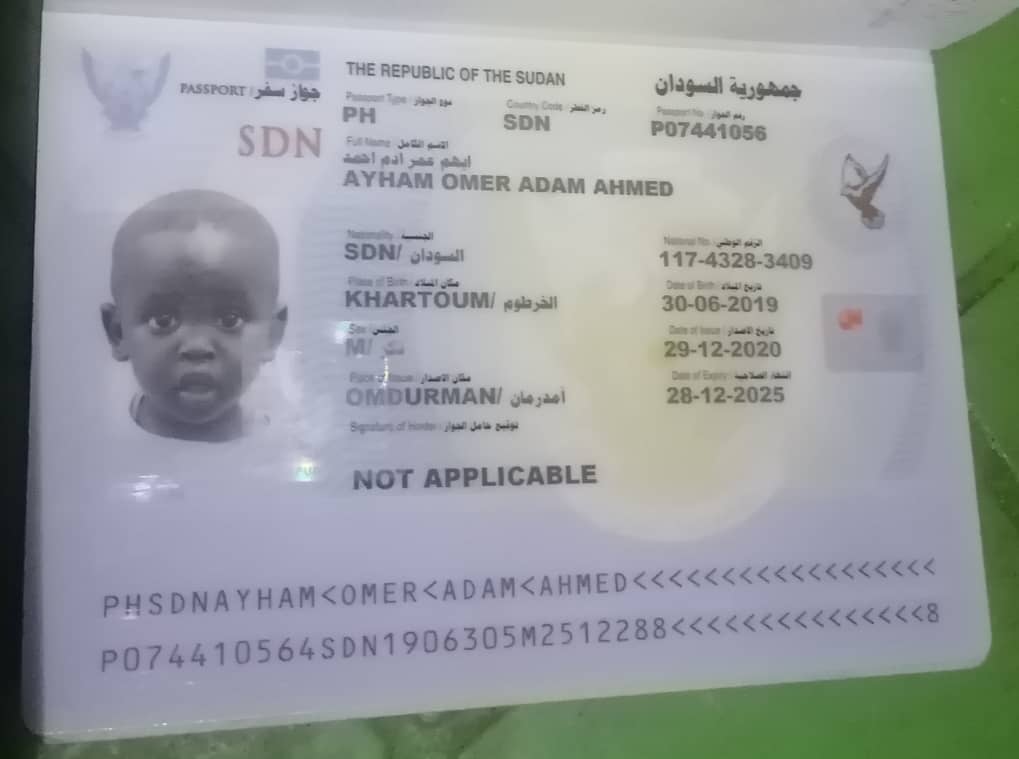 THE REPUBLIC OF THE SUDAN جمهورية السودان
PASSPORT / جواز سفر
Passport Type / نوع الجواز Country Code / رمز القطر Passport No / رقم الجواز
PH SDN P07441056
SDN
Full Name / الاسم الكامل
ايهم عمر ادم احمد
AYHAM OMER ADAM AHMED
Nationality / الجنسية National No. / الرقم الوطني
SDN/ السودان 117-4328-3409
Place of Birth / مكان الميلاد Date of Birth / تاريخ الميلاد
KHARTOUM/ الخرطوم 30-06-2019
Sex / الجنس Date of Issue / تاريخ الاصدار
M/ ذكر 29-12-2020
Place of Issue / مكان الاصدار Date of Expiry / انتهاء الصلاحية
OMDURMAN/ أمدرمان 28-12-2025
Signature of Holder / توقيع حامل الجواز
NOT APPLICABLE
PHSDNAYHAM<OMER<ADAM<AHMED<<<<<<<<<<<<<<<<<<
P074410564SDN1906305M2512288<<<<<<<<<<<<<<<8